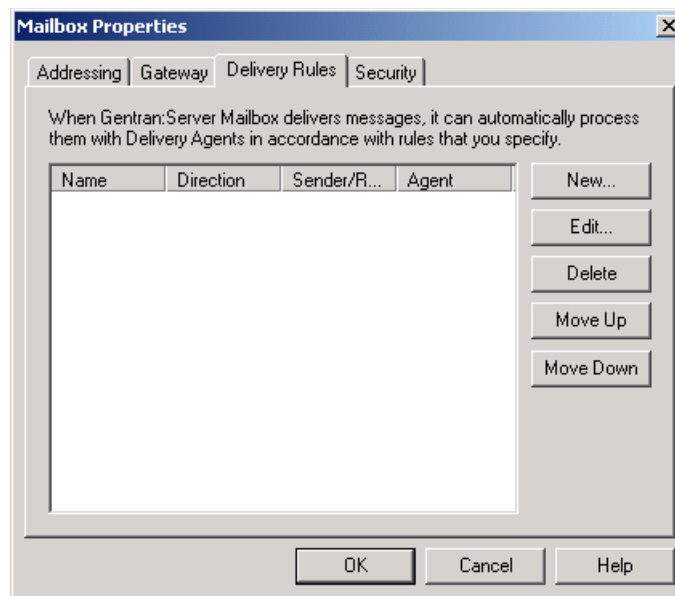 Mailbox Properties
Addressing Gateway Delivery Rules Security
When Gentran:Server Mailbox delivers messages, it can automatically process
them with Delivery Agents in accordance with rules that you specify.
Name Direction Sender/R... Agent
New...
Edit...
Delete
Move Up
Move Down
OK Cancel Help